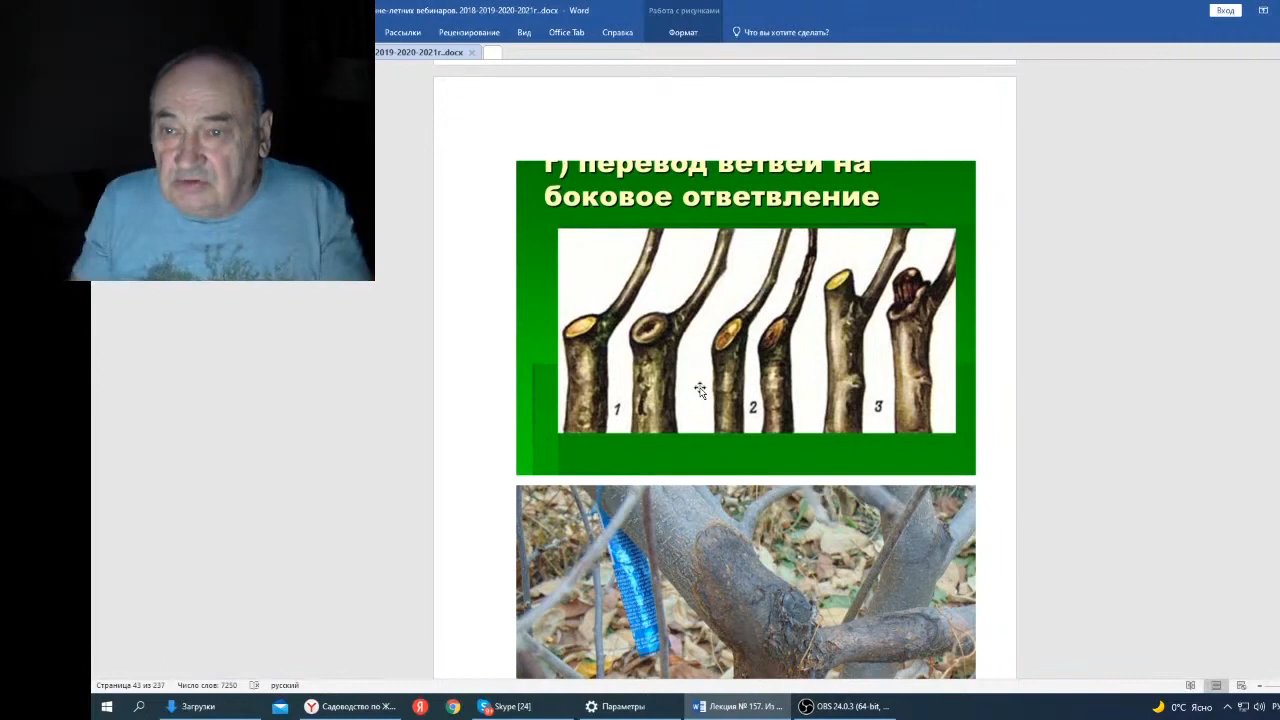 не-летних вебинаров. 2018-2019-2020-2021г..docx - Word
Работа с рисунками
Вход
Рассылки Рецензирование Вид Office Tab Справка Формат Что вы хотите сделать?
2019-2020-2021г..docx
г) перевод ветвей на
боковое ответвление
1 2 3
Страница 43 из 237 Число слов: 7250 русский
Загрузки
Садоводство по Ж...
Я
Skype [24]
Параметры
Лекция № 157. Из ...
OBS 24.0.3 (64-bit, ...
0°C Ясно